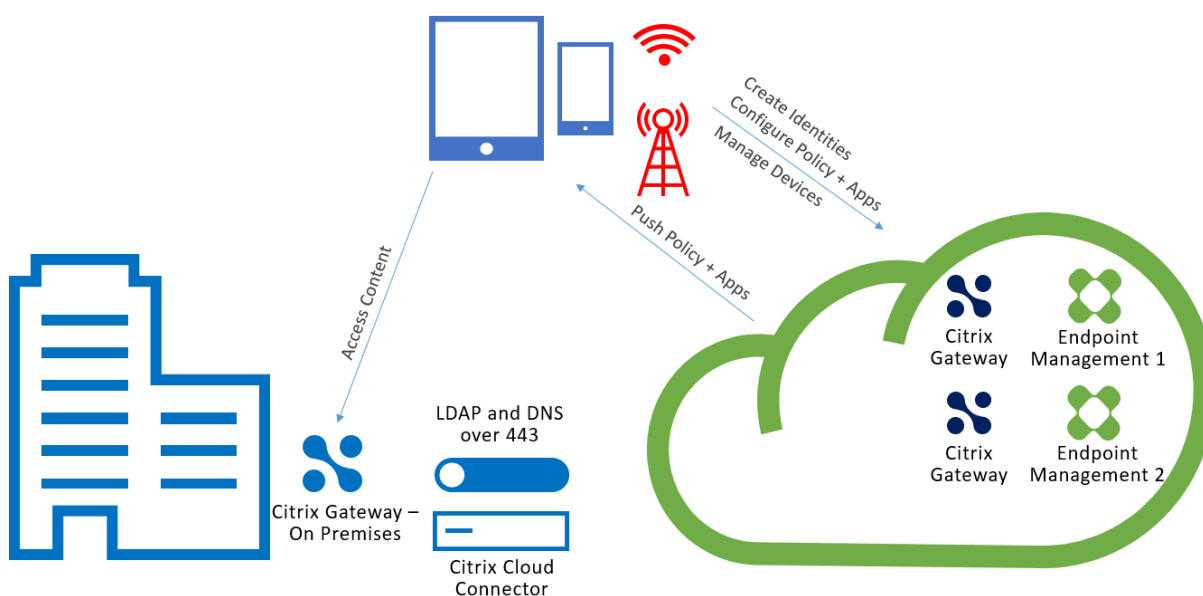 Create Identities
Configure Policy + Apps
Manage Devices
Push Policy + Apps
Access Content
Citrix
Gateway
Endpoint
Management 1
Citrix
Gateway
Endpoint
Management 2
LDAP and DNS
over 443
Citrix Gateway –
On Premises
Citrix Cloud
Connector